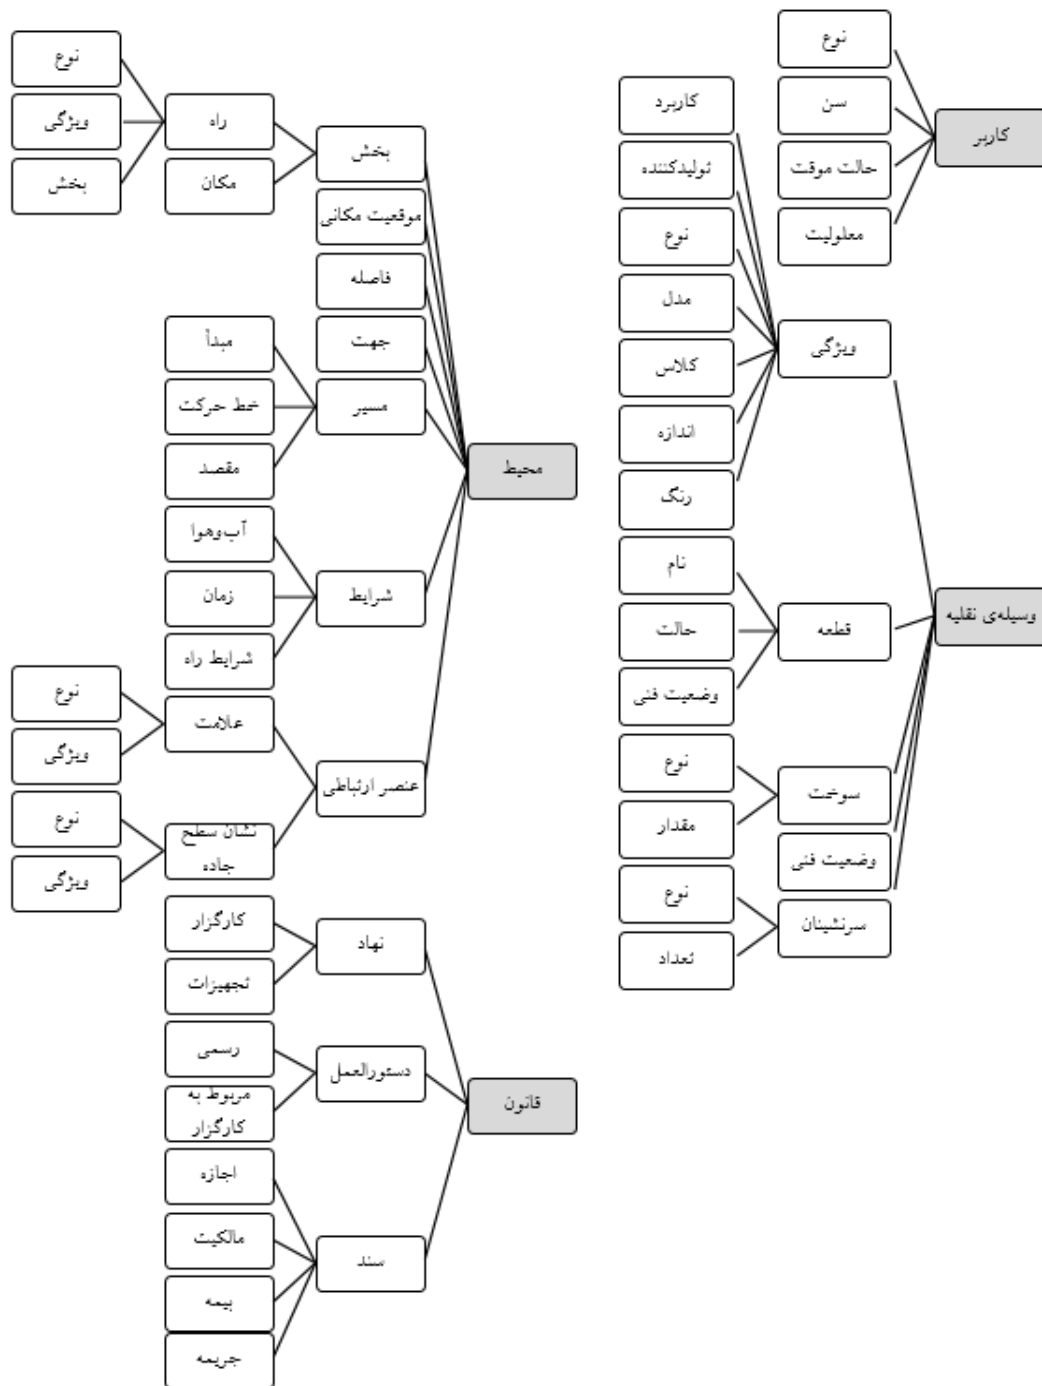 کاربر
نوع
سن
حالت موقت
معلولیت
وسیله‌ی نقلیه
ویژگی
کاربرد
تولیدکننده
نوع
مدل
کلاس
اندازه
رنگ
قطعه
نام
حالت
وضعیت فنی
سوخت
نوع
مقدار
وضعیت فنی
سرنشینان
نوع
تعداد
محیط
بخش
راه
نوع
ویژگی
بخش
مکان
موقعیت مکانی
فاصله
جهت
مسیر
مبدأ
خط حرکت
مقصد
شرایط
آب‌وهوا
زمان
شرایط راه
عنصر ارتباطی
علامت
نوع
ویژگی
نشان سطح
جاده
نوع
ویژگی
قانون
نهاد
کارگزار
تجهیزات
دستورالعمل
رسمی
مربوط به
کارگزار
سند
اجازه
مالکیت
بیمه
جریمه